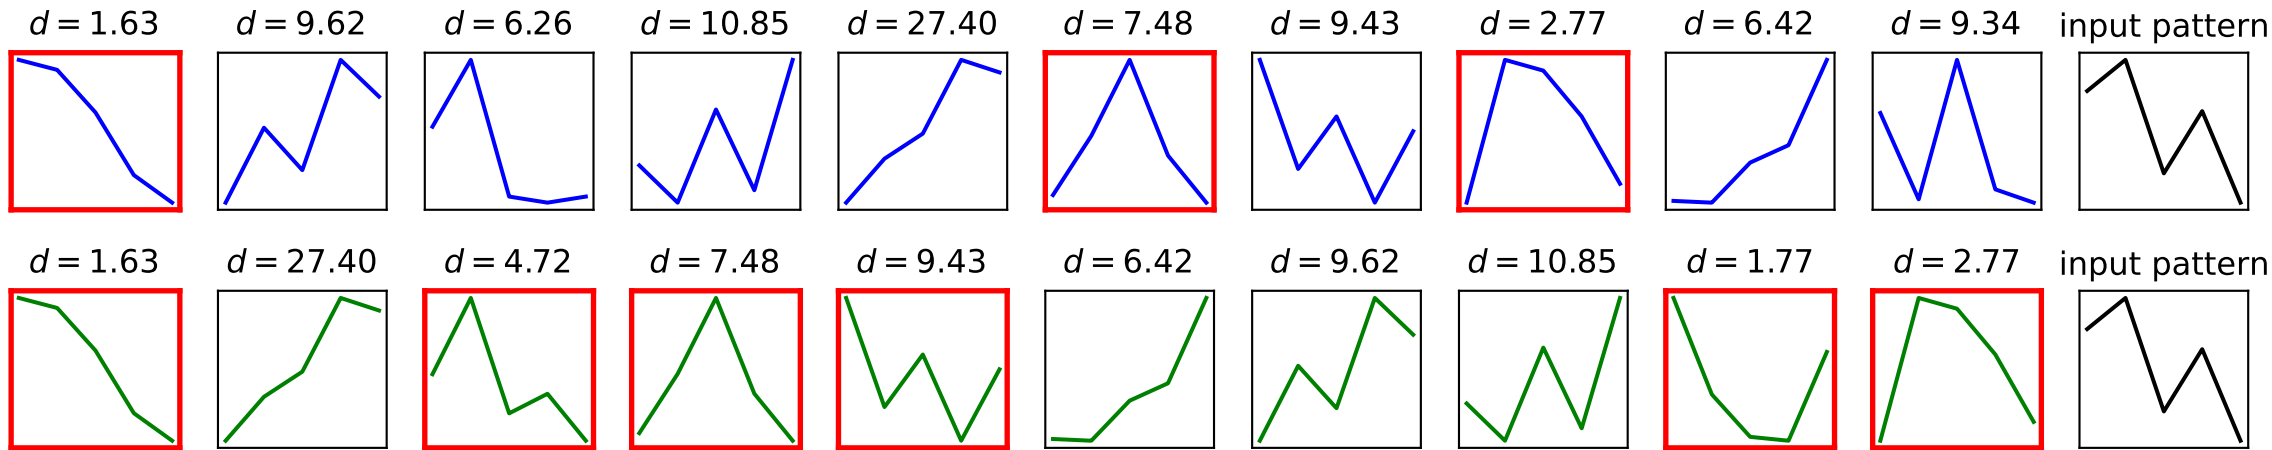 d = 1.63 d = 9.62 d = 6.26 d = 10.85 d = 27.40 d = 7.48 d = 9.43 d = 2.77 d = 6.42 d = 9.34 input pattern
d = 1.63 d = 27.40 d = 4.72 d = 7.48 d = 9.43 d = 6.42 d = 9.62 d = 10.85 d = 1.77 d = 2.77 input pattern